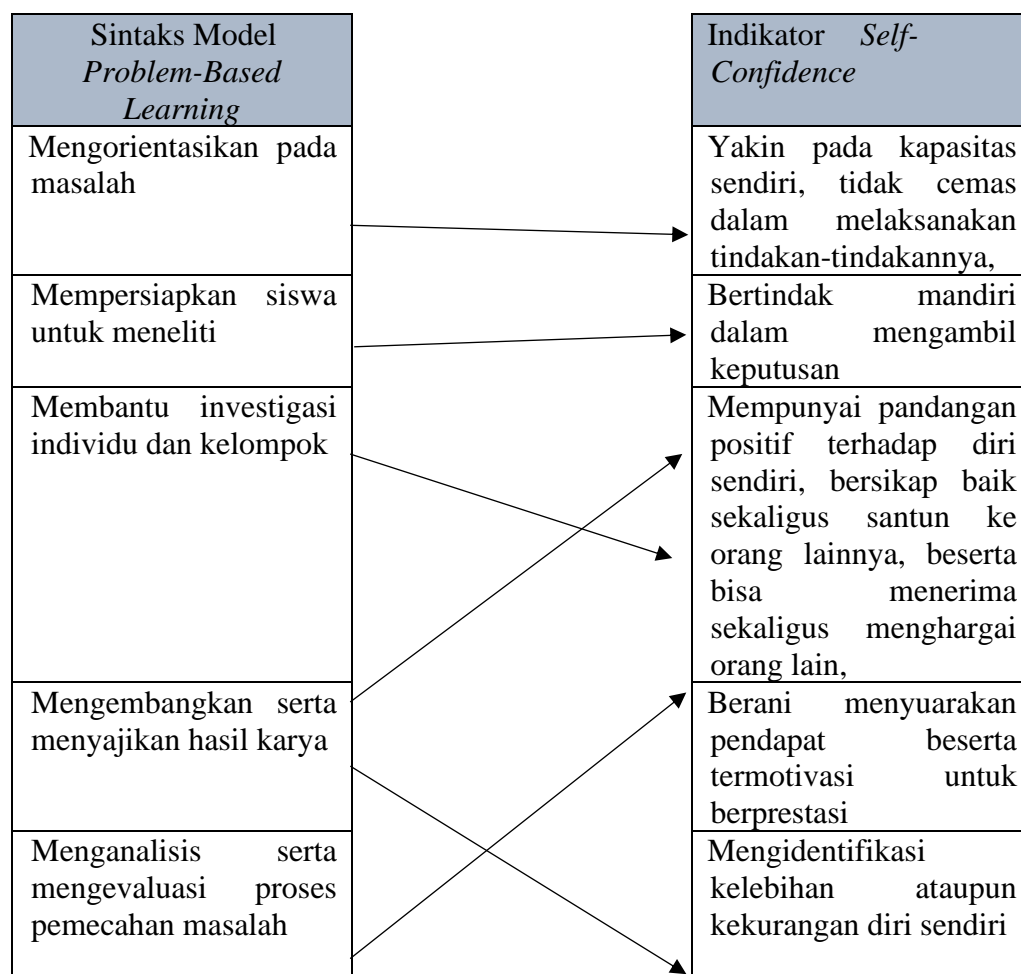 Sintaks Model
Problem-Based
Learning
Mengorientasikan pada
masalah
Mempersiapkan siswa
untuk meneliti
Membantu investigasi
individu dan kelompok
Mengembangkan serta
menyajikan hasil karya
Menganalisis serta
mengevaluasi proses
pemecahan masalah
Indikator Self-
Confidence
Yakin pada kapasitas
sendiri, tidak cemas
dalam melaksanakan
tindakan-tindakannya,
Bertindak mandiri
dalam mengambil
keputusan
Mempunyai pandangan
positif terhadap diri
sendiri, bersikap baik
sekaligus santun ke
orang lainnya, beserta
bisa menerima
sekaligus menghargai
orang lain,
Berani menyuarakan
pendapat beserta
termotivasi untuk
berprestasi
Mengidentifikasi
kelebihan ataupun
kekurangan diri sendiri